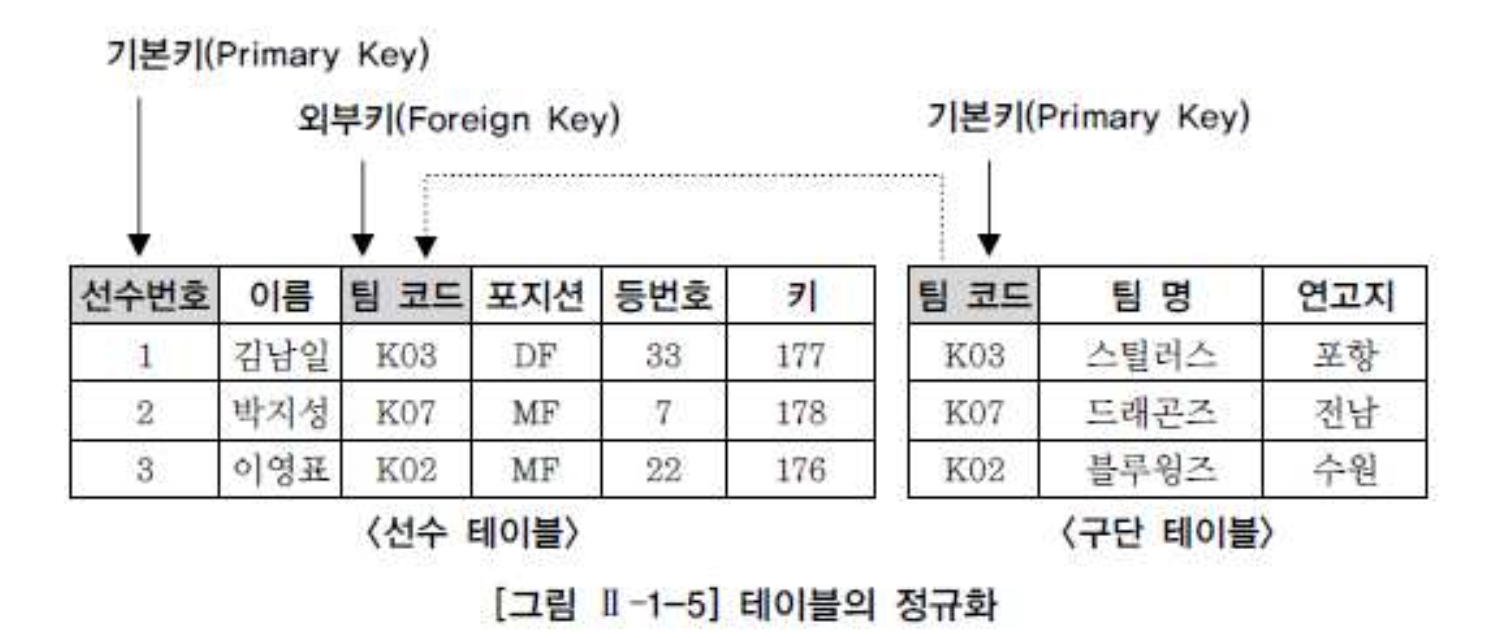 기본키(Primary Key)
외부키(Foreign Key) 기본키(Primary Key)
선수번호 이름 팀 코드 포지션 등번호 키 팀 코드 팀 명 연고지
1 김남일 K03 DF 33 177 K03 스틸러스 포항
2 박지성 K07 MF 7 178 K07 드래곤즈 전남
3 이영표 K02 MF 22 176 K02 블루윙즈 수원
〈선수 테이블〉 〈구단 테이블〉
[그림 Ⅱ-1-5] 테이블의 정규화